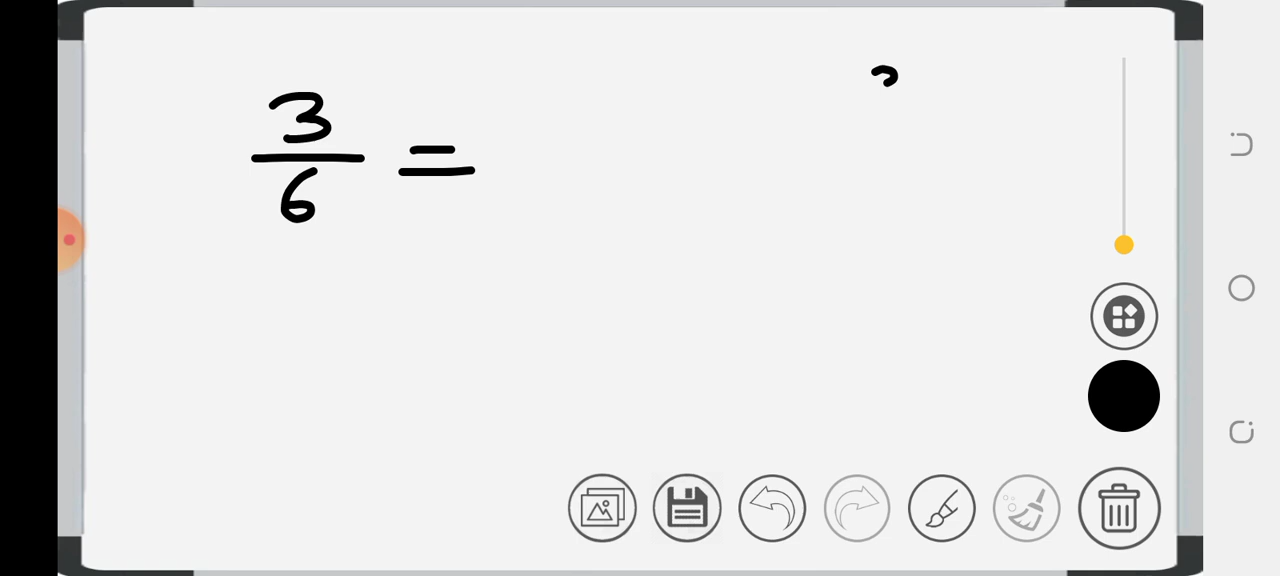 3/6 =